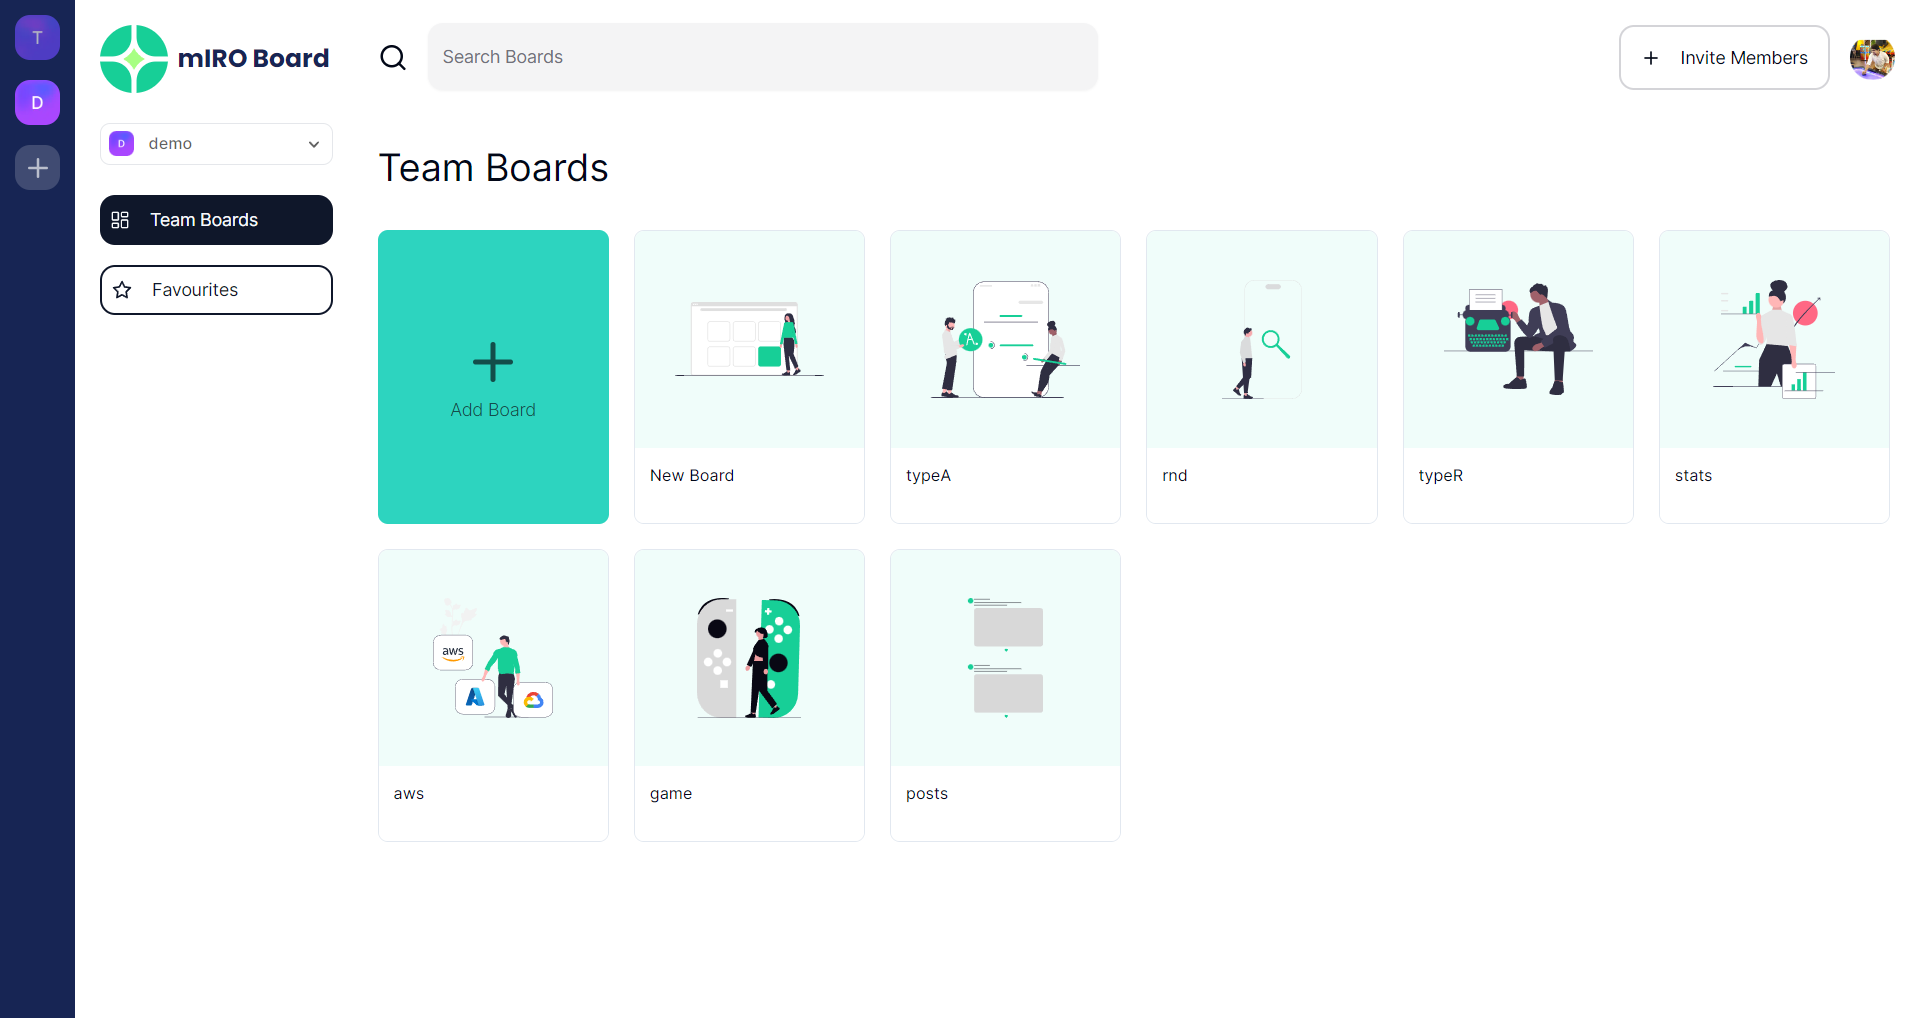 T
D
mIRO Board
D demo
Team Boards
Favourites
Search Boards
Invite Members
Team Boards
Add Board
New Board
A
typeA
rnd
typeR
stats
aws
aws
game
posts